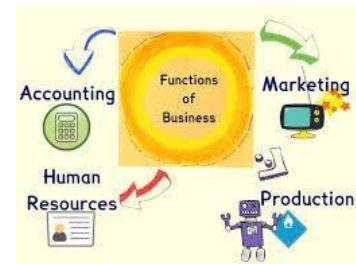 Functions
of
Business
Accounting
Marketing
Human
Resources
Production